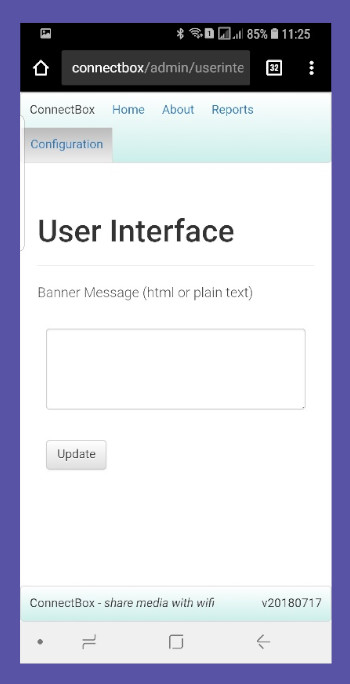 85% 11:25
connectbox/admin/userinte
32
ConnectBox Home About Reports
Configuration
User Interface
Banner Message (html or plain text)
Update
ConnectBox - share media with wifi v20180717